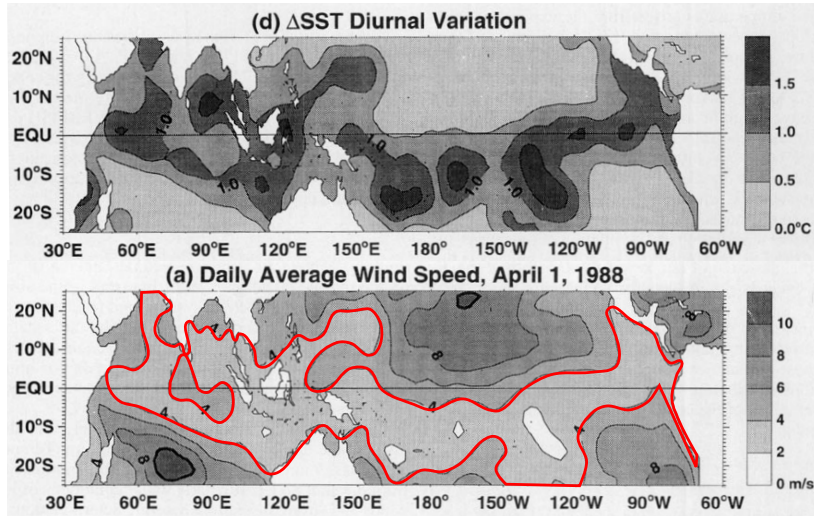 (d) ΔSST Diurnal Variation
20°N
10°N
EQU
10°S
20°S
1.0
1.0
1.0
1.0
1.0
1.5
1.0
0.5
0.0°C
30°E 60°E 90°E 120°E 150°E 180° 150°W 120°W 90°W 60°W
(a) Daily Average Wind Speed, April 1, 1988
20°N
10°N
EQU
10°S
20°S
4
4
4
4
4
4
8
8
8
8
10
8
6
4
2
0 m/s
30°E 60°E 90°E 120°E 150°E 180° 150°W 120°W 90°W 60°W